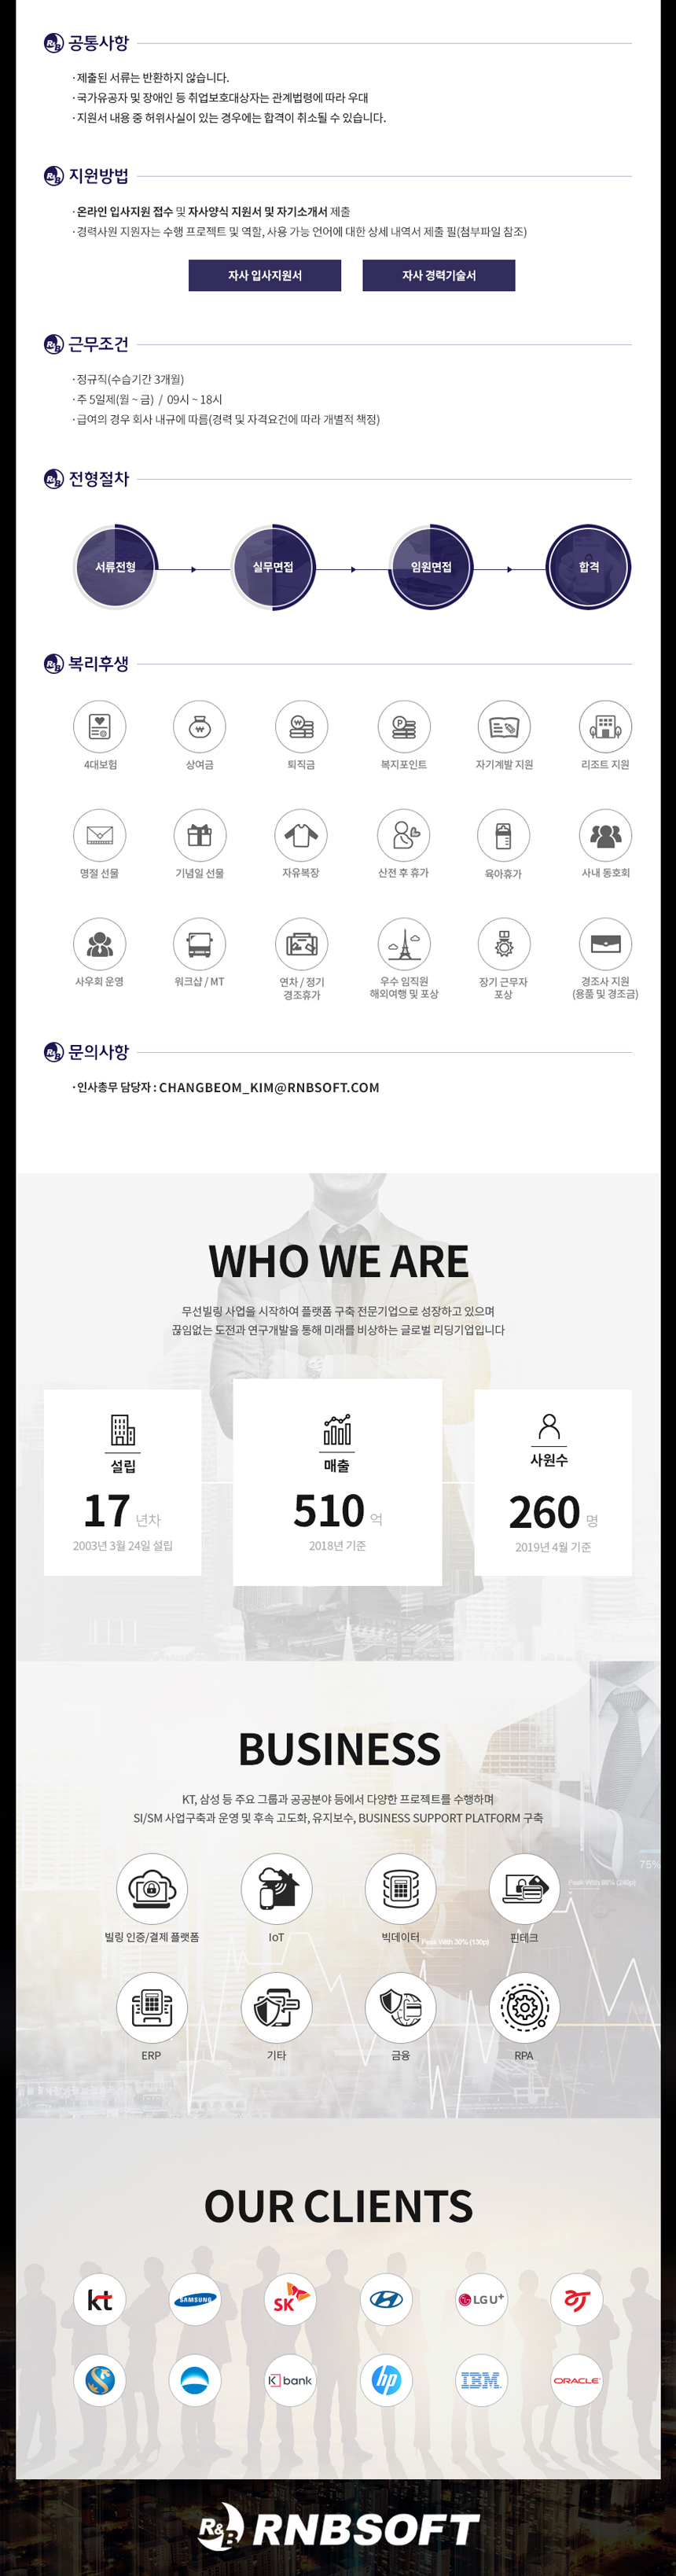 R&B 공통사항
· 제출된 서류는 반환하지 않습니다.
· 국가유공자 및 장애인 등 취업보호대상자는 관계법령에 따라 우대
· 지원서 내용 중 허위사실이 있는 경우에는 합격이 취소될 수 있습니다.
R&B 지원방법
· 온라인 입사지원 접수 및 자사양식 지원서 및 자기소개서 제출
· 경력사원 지원자는 수행 프로젝트 및 역할, 사용 가능 언어에 대한 상세 내역서 제출 필(첨부파일 참조)
자사 입사지원서 자사 경력기술서
R&B 근무조건
· 정규직(수습기간 3개월)
· 주 5일제(월 ~ 금) / 09시 ~ 18시
· 급여의 경우 회사 내규에 따름(경력 및 자격요건에 따라 개별적 책정)
R&B 전형절차
서류전형 실무면접 임원면접 합격
R&B 복리후생
4대보험 상여금 퇴직금 복지포인트 자기계발 지원 리조트 지원
명절 선물 기념일 선물 자유복장 산전 후 휴가 육아휴가 사내 동호회
사우회 운영 워크샵 / MT 연차 / 정기 경조휴가 우수 임직원 해외여행 및 포상 장기 근무자 포상 경조사 지원 (용품 및 경조금)
R&B 문의사항
· 인사총무 담당자 : CHANGBEOM_KIM@RNBSOFT.COM
WHO WE ARE
무선빌링 사업을 시작하여 플랫폼 구축 전문기업으로 성장하고 있으며
끊임없는 도전과 연구개발을 통해 미래를 비상하는 글로벌 리딩기업입니다
설립
17 년차
2003년 3월 24일 설립
매출
510 억
2018년 기준
사원수
260 명
2019년 4월 기준
BUSINESS
KT, 삼성 등 주요 그룹과 공공분야 등에서 다양한 프로젝트를 수행하며
SI/SM 사업구축과 운영 및 후속 고도화, 유지보수, BUSINESS SUPPORT PLATFORM 구축
75%
Peak With 88% (240p)
빌링 인증/결제 플랫폼 IoT 빅데이터 핀테크
Peak With 30% (130p)
ERP 기타 금융 RPA
OUR CLIENTS
kt SAMSUNG SK LG U+
K bank hp IBM ORACLE
R&B RNBSOFT